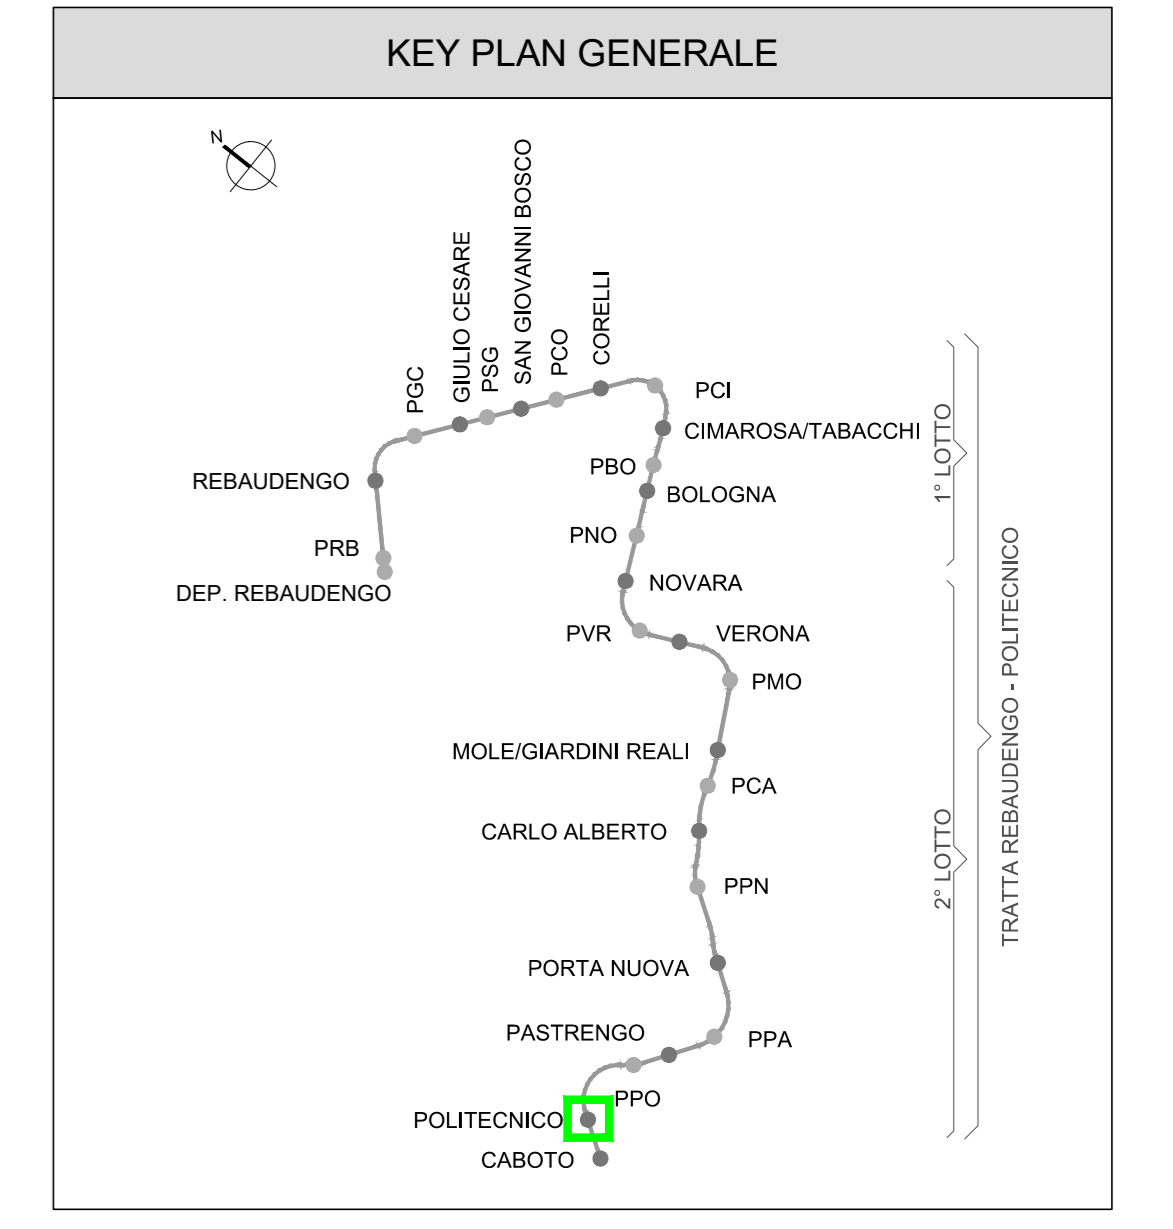 KEY PLAN GENERALE
N
PGC
GIULIO CESARE
PSG
SAN GIOVANNI BOSCO
PCO
CORELLI
PCI
CIMAROSA/TABACCHI
PBO
REBAUDENGO
BOLOGNA
1° LOTTO
PNO
PRB
DEP. REBAUDENGO
NOVARA
PVR
VERONA
PMO
TRATTA REBAUDENGO - POLITECNICO
MOLE/GIARDINI REALI
PCA
CARLO ALBERTO
2° LOTTO
PPN
PORTA NUOVA
PASTRENGO
PPA
PPO
POLITECNICO
CABOTO